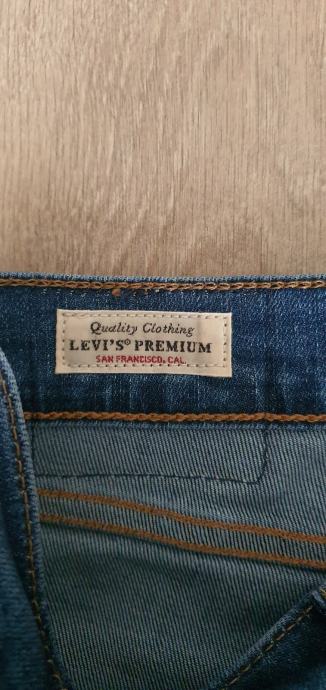 Quality Clothing
LEVI'S® PREMIUM
SAN FRANCISCO, CAL.